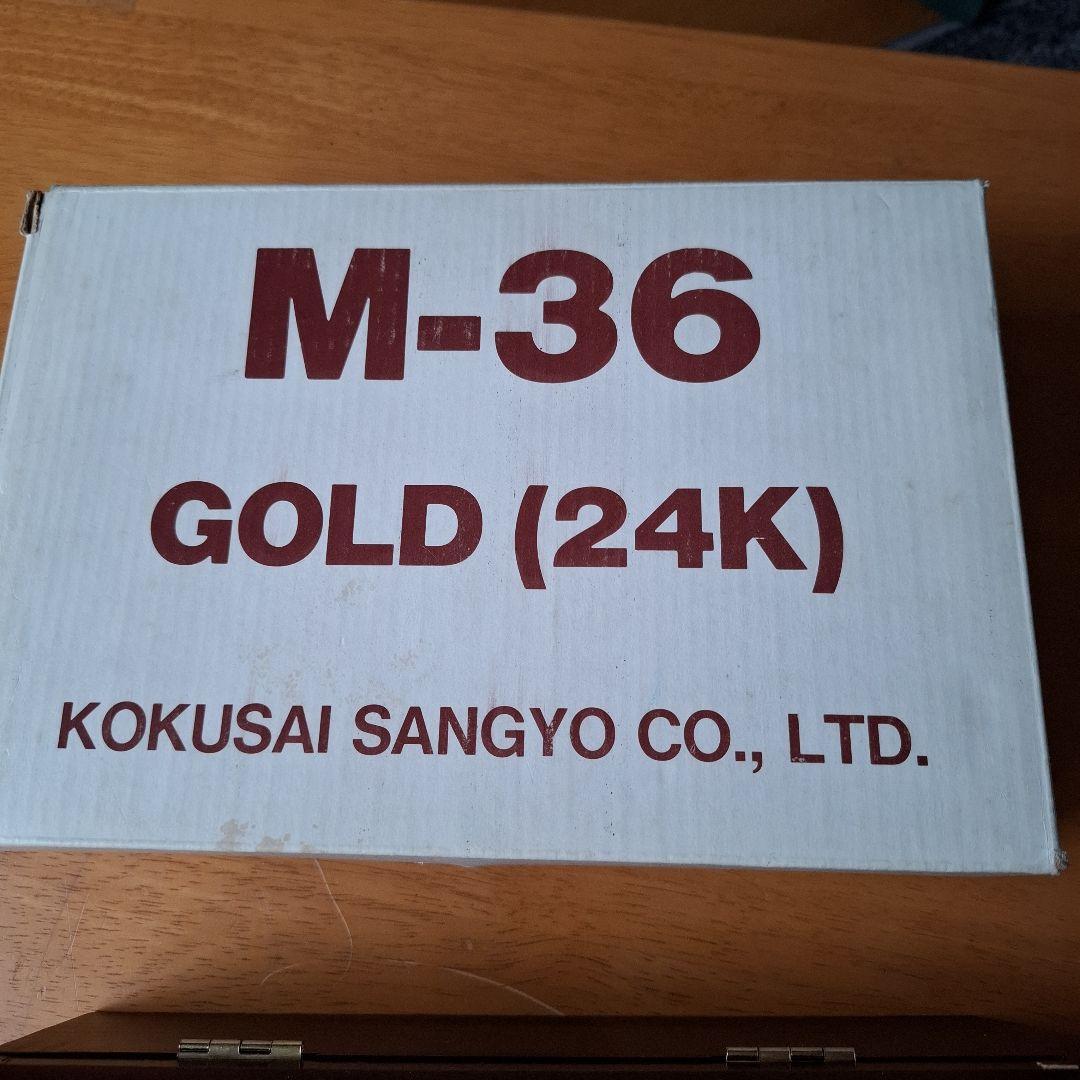 M-36
GOLD (24K)
KOKUSAI SANGYO CO., LTD.